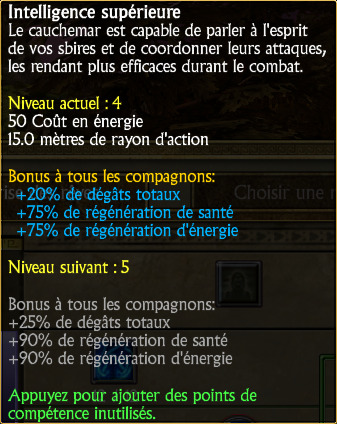 Intelligence supérieure
Le cauchemar est capable de parler à l'esprit
de vos sbires et de coordonner leurs attaques,
les rendant plus efficaces durant le combat.
Niveau actuel : 4
50 Coût en énergie
15.0 mètres de rayon d'action
Bonus à tous les compagnons:
+20% de dégâts totaux
Choisir une
+75% de régénération de santé
+75% de régénération d'énergie
Niveau suivant : 5
Bonus à tous les compagnons:
+25% de dégâts totaux
+90% de régénération de santé
+90% de régénération d'énergie
Appuyez pour ajouter des points de
compétence inutilisés.